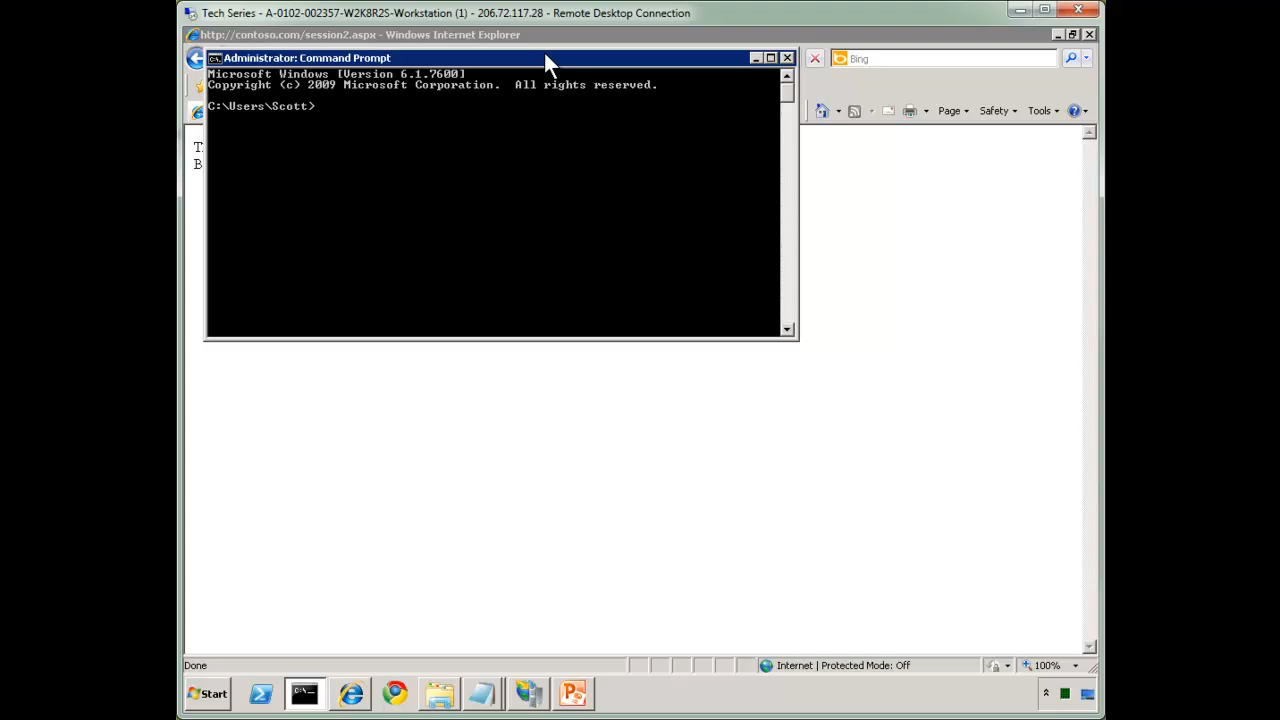 Tech Series - A-0102-002357-W2K8R2S-Workstation (1) - 206.72.117.28 - Remote Desktop Connection
http://contoso.com/session2.aspx - Windows Internet Explorer
Administrator: Command Prompt
Bing
Microsoft Windows [Version 6.1.7600]
Copyright (c) 2009 Microsoft Corporation.  All rights reserved.
C:\Users\Scott>
Page
Safety
Tools
T
B
Done
Internet | Protected Mode: Off
100%
Start